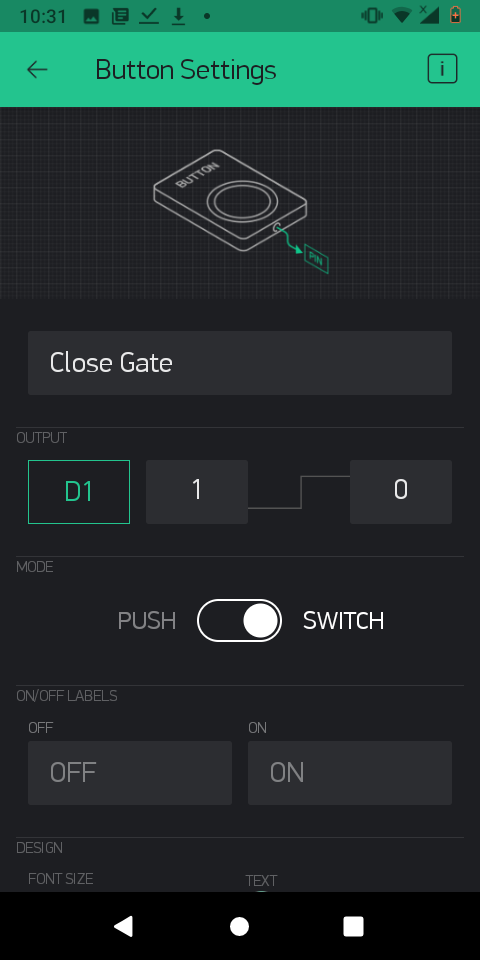 10:31
Button Settings
i
BUTTON
PIN
Close Gate
OUTPUT
D1 1 0
MODE
PUSH SWITCH
ON/OFF LABELS
OFF ON
OFF ON
DESIGN
FONT SIZE TEXT